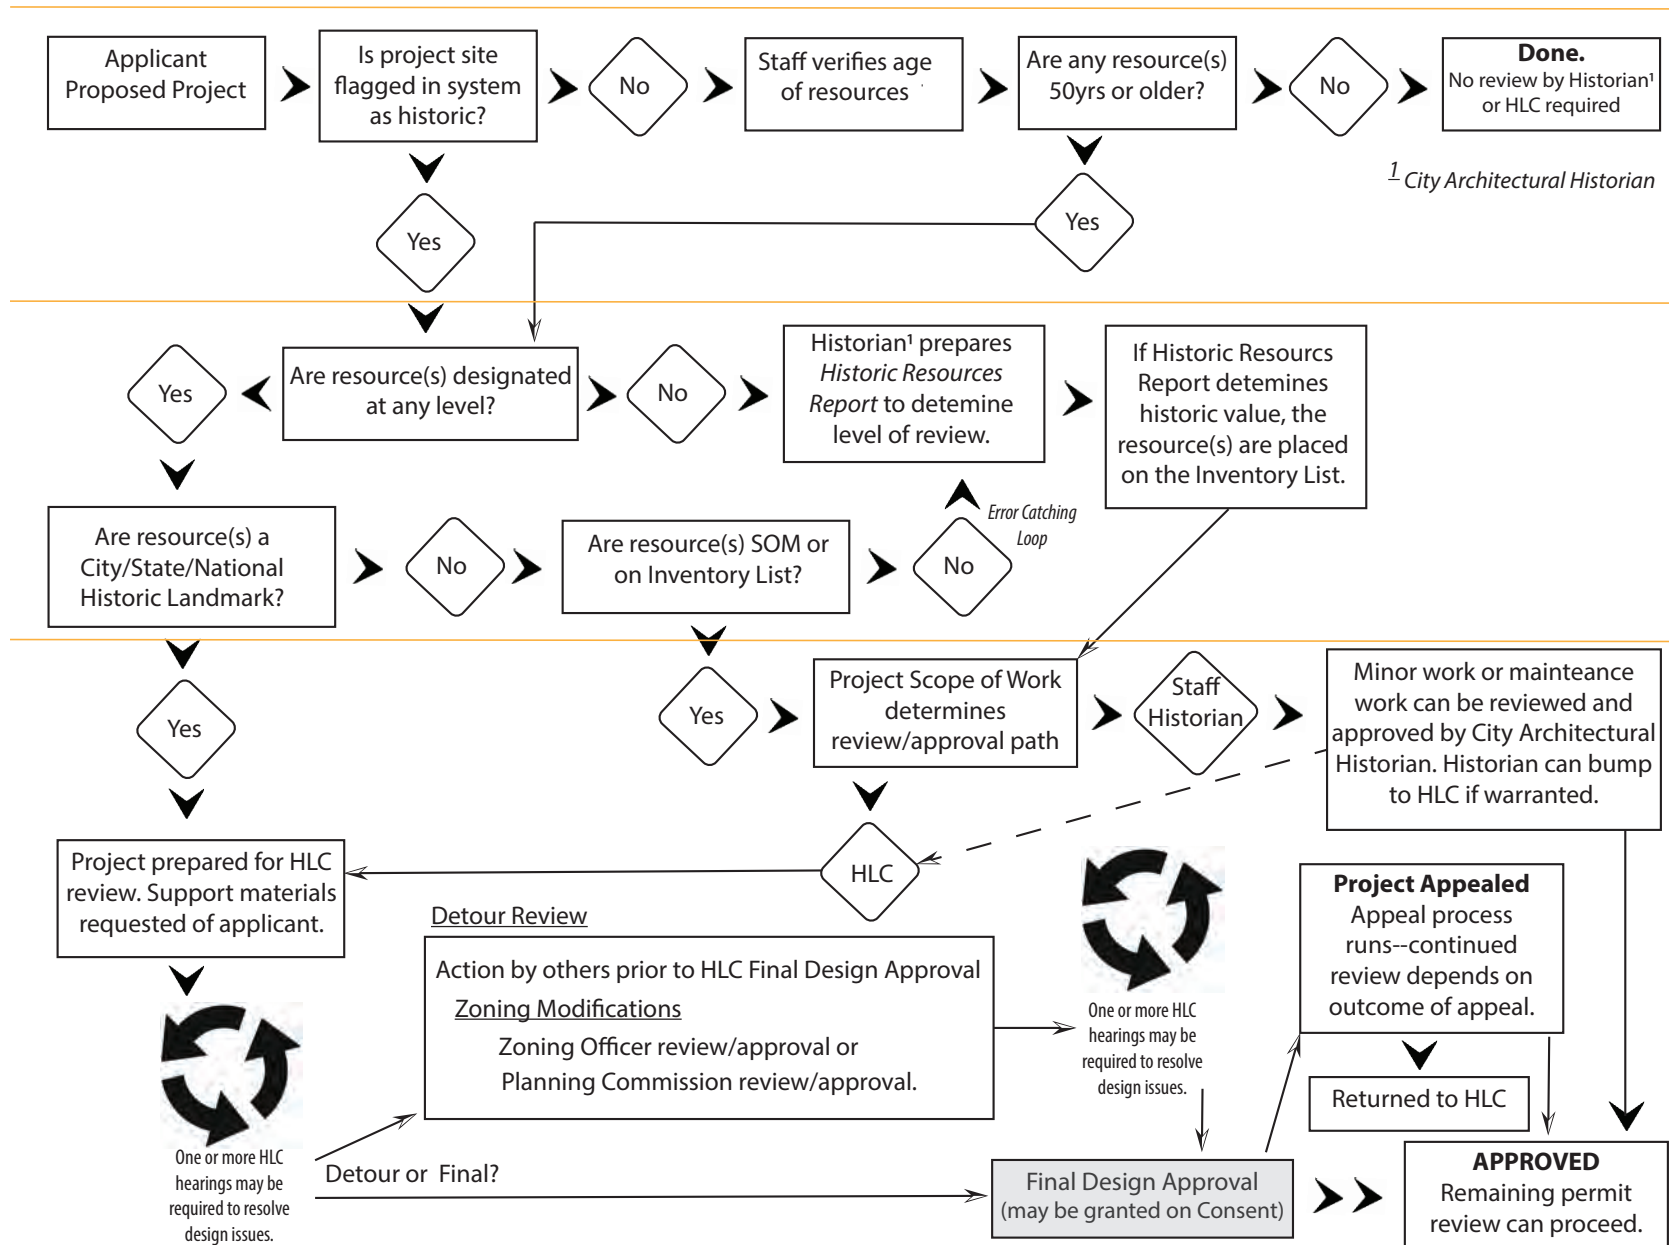 Applicant
Proposed Project
Is project site
flagged in system
as historic?
No
Staff verifies age
of resources
Are any resource(s)
50yrs or older?
No
Done.
No review by Historian¹
or HLC required
1 City Architectural Historian
Yes
Yes
Yes
Are resource(s) designated
at any level?
No
Historian¹ prepares
Historic Resources
Report to detemine
level of review.
If Historic Resourcs
Report detemines
historic value, the
resource(s) are placed
on the Inventory List.
Are resource(s) a
City/State/National
Historic Landmark?
No
Are resource(s) SOM or
on Inventory List?
No
Error Catching
Loop
Yes
Yes
Project Scope of Work
determines
review/approval path
Staff
Historian
Minor work or mainteance
work can be reviewed and
approved by City Architectural
Historian. Historian can bump
to HLC if warranted.
Project prepared for HLC
review. Support materials
requested of applicant.
HLC
Detour Review
Action by others prior to HLC Final Design Approval
Zoning Modifications
Zoning Officer review/approval or
Planning Commission review/approval.
One or more HLC
hearings may be
required to resolve
design issues.
Project Appealed
Appeal process
runs--continued
review depends on
outcome of appeal.
Returned to HLC
One or more HLC
hearings may be
required to resolve
design issues.
Detour or Final?
Final Design Approval
(may be granted on Consent)
APPROVED
Remaining permit
review can proceed.